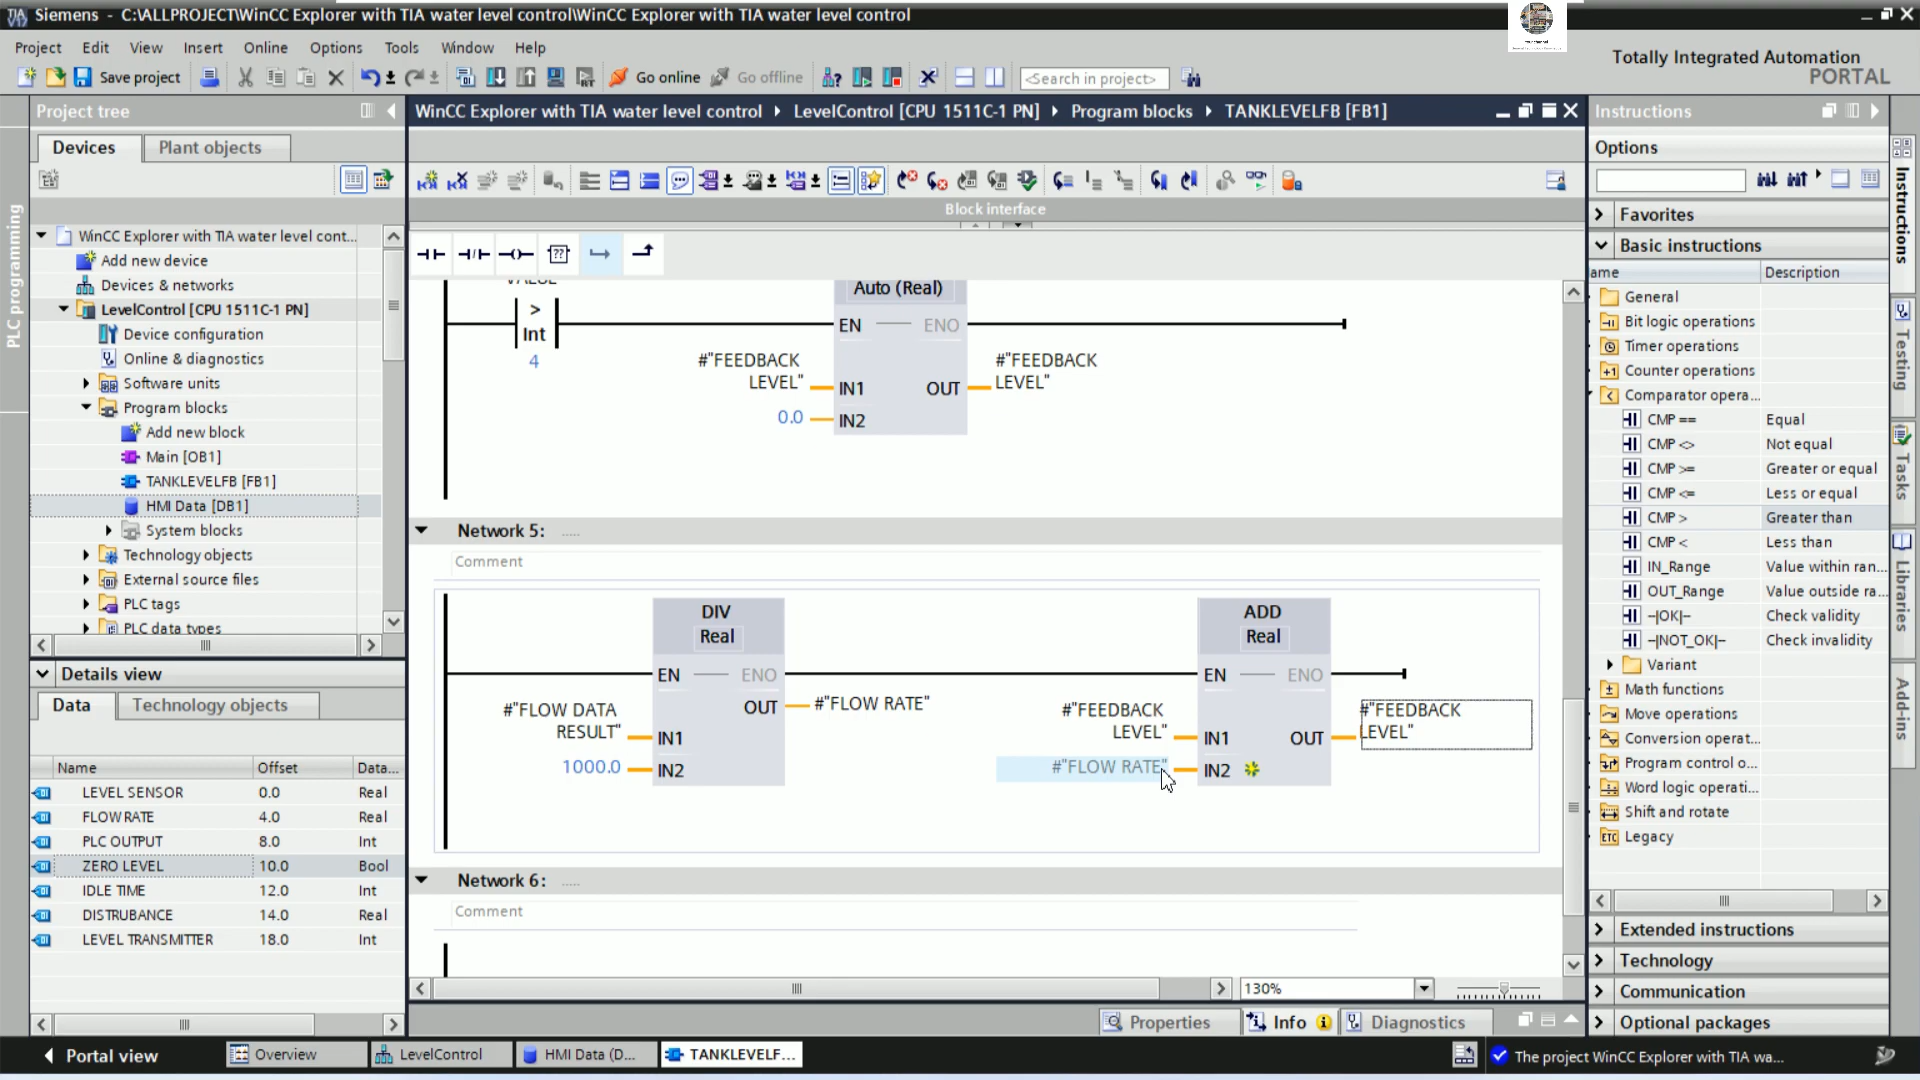 Siemens - C:\ALLPROJECT\WinCC Explorer with TIA water level control\WinCC Explorer with TIA water level control
Project Edit View Insert Online Options Tools Window Help
Totally Integrated Automation
PORTAL
Save project
Go online
Go offline
<Search in project>
Project tree
WinCC Explorer with TIA water level control
LevelControl [CPU 1511C-1 PN]
Program blocks
TANKLEVELFB [FB1]
Instructions
Devices
Plant objects
Options
Block interface
PLC programming
WinCC Explorer with TIA water level cont...
Add new device
Devices & networks
LevelControl [CPU 1511C-1 PN]
Device configuration
Online & diagnostics
Software units
Program blocks
Add new block
Main [OB1]
TANKLEVELFB [FB1]
HMI Data [DB1]
System blocks
Technology objects
External source files
PLC tags
PLC data types
Details view
Data
Technology objects
Name Offset Data...
LEVEL SENSOR 0.0 Real
FLOW RATE 4.0 Real
PLC OUTPUT 8.0 Int
ZERO LEVEL 10.0 Bool
IDLE TIME 12.0 Int
DISTRUBANCE 14.0 Real
LEVEL TRANSMITTER 18.0 Int
VALUE
>
Int
4
Auto (Real)
EN
ENO
#"FEEDBACK
LEVEL"
IN1
0.0
IN2
OUT
#"FEEDBACK
LEVEL"
Network 5: .....
Comment
DIV
Real
EN
ENO
#"FLOW DATA
RESULT"
IN1
1000.0
IN2
OUT
#"FLOW RATE"
ADD
Real
EN
ENO
#"FEEDBACK
LEVEL"
IN1
#"FLOW RATE"
IN2
OUT
#"FEEDBACK
LEVEL"
Network 6: .....
Comment
130%
Properties
Info
Diagnostics
Favorites
Basic instructions
ame Description
General
Bit logic operations
Timer operations
Counter operations
Comparator opera...
CMP == Equal
CMP <> Not equal
CMP >= Greater or equal
CMP <= Less or equal
CMP > Greater than
CMP < Less than
IN_Range Value within ran...
OUT_Range Value outside ra...
-|OK|- Check validity
-|NOT_OK|- Check invalidity
Variant
Math functions
Move operations
Conversion operat...
Program control o...
Word logic operati...
Shift and rotate
Legacy
Extended instructions
Technology
Communication
Optional packages
Instructions
Testing
Tasks
Libraries
Add-ins
Portal view
Overview
LevelControl
HMI Data (D...
TANKLEVELF...
The project WinCC Explorer with TIA wa...